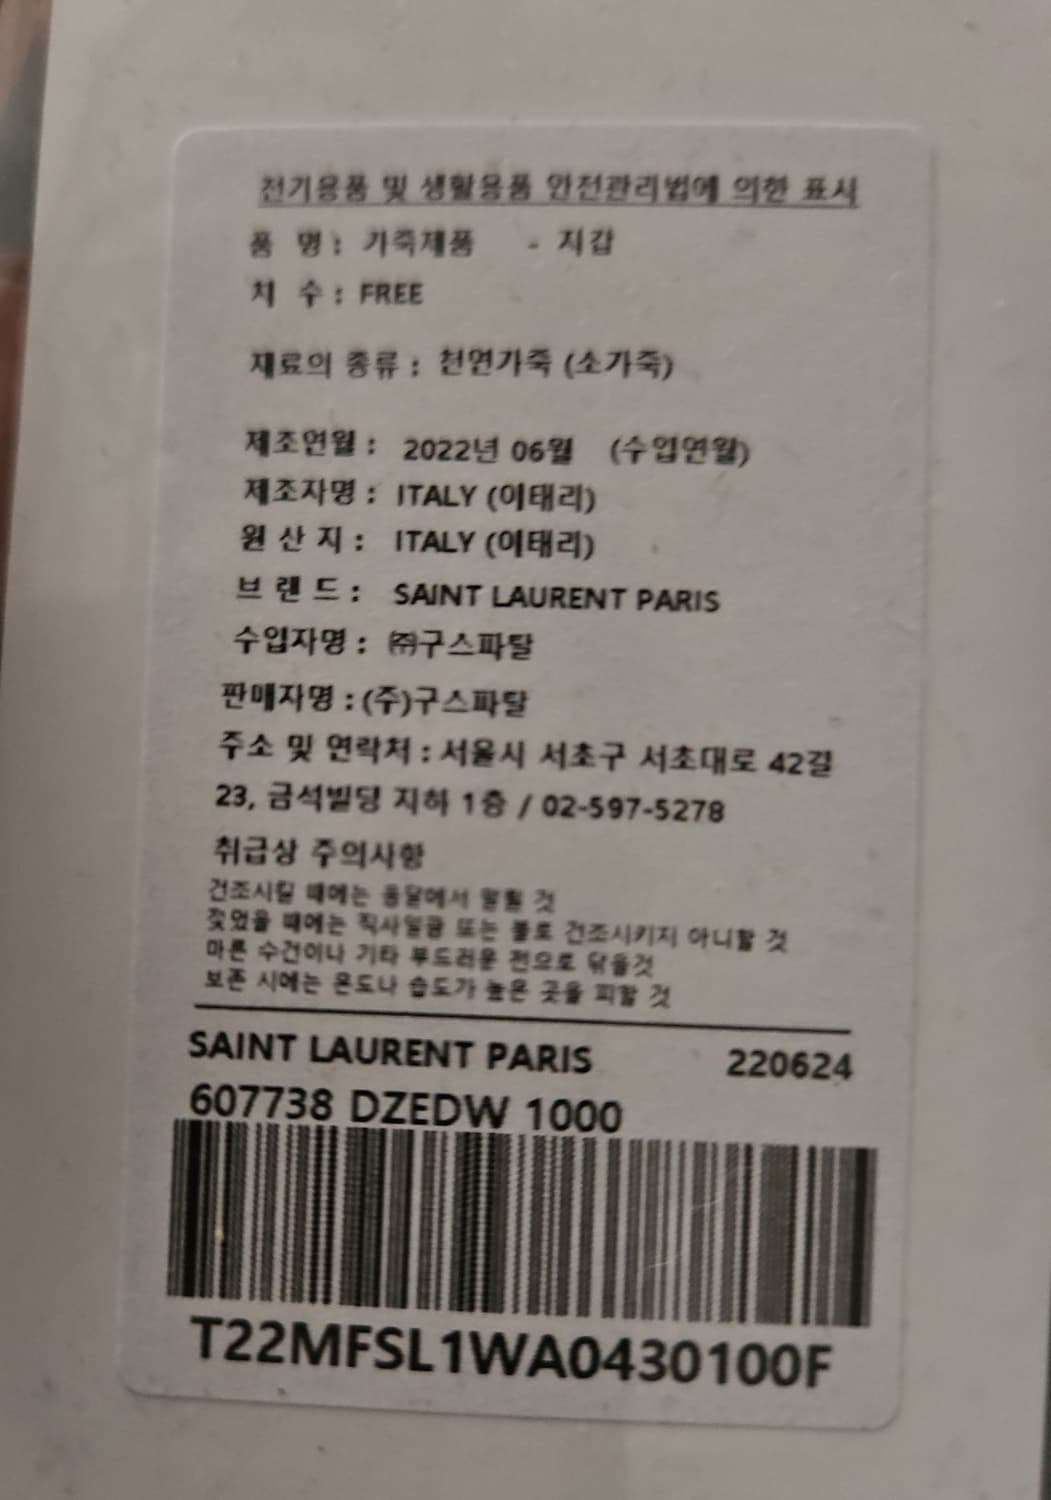 전기용품 및 생활용품 안전관리법에 의한 표시
품 명 : 가죽제품 - 지갑
치 수 : FREE
재료의 종류 : 천연가죽 (소가죽)
제조연월 : 2022년 06월 (수입연월)
제조자명 : ITALY (이태리)
원 산 지 : ITALY (이태리)
브 랜 드 : SAINT LAURENT PARIS
수입자명 : ㈜구스파탈
판매자명 : (주)구스파탈
주소 및 연락처 : 서울시 서초구 서초대로 42길
23, 금석빌딩 지하 1층 / 02-597-5278
취급상 주의사항
건조시킬 때에는 응달에서 말릴 것
젖었을 때에는 직사일광 또는 불로 건조시키지 아니할 것
마른 수건이나 기타 부드러운 천으로 닦을것
보존 시에는 온도나 습도가 높은 곳을 피할 것
SAINT LAURENT PARIS 220624
607738 DZEDW 1000
T22MFSL1WA0430100F